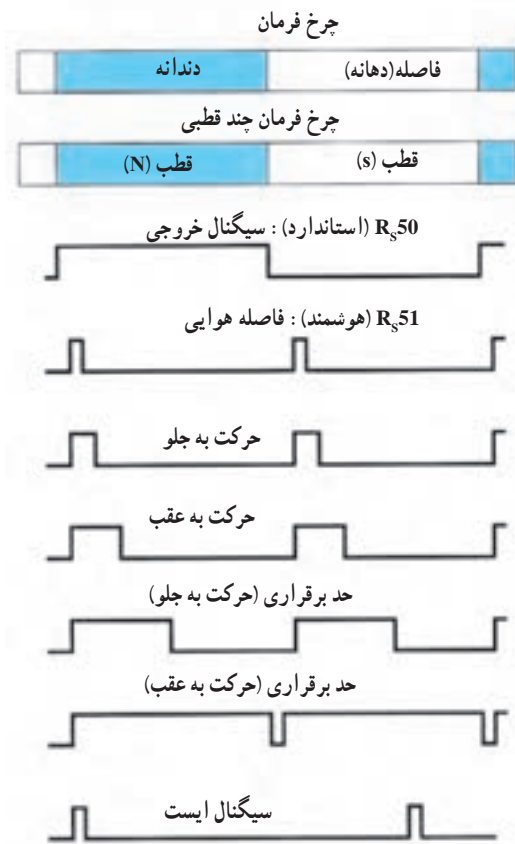 چرخ فرمان
دندانه
فاصله(دهانه)
چرخ فرمان چند قطبی
قطب (N)
قطب (s)
Rs50 (استاندارد) : سیگنال خروجی
Rs51 (هوشمند) : فاصله هوایی
حرکت به جلو
حرکت به عقب
حد برقراری (حرکت به جلو)
حد برقراری (حرکت به عقب)
سیگنال ایست